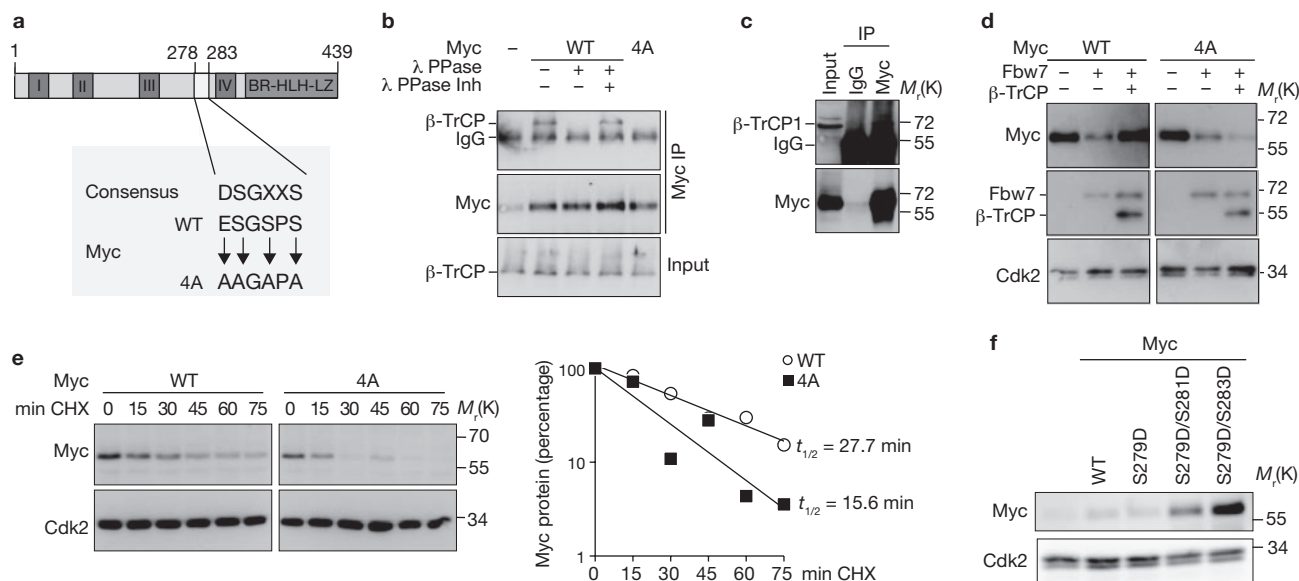 a
1 278 283 439
I II III IV BR-HLH-LZ
Consensus DSGXXS
WT ESGSPS
Myc
4A AAGAPA
b
Myc – WT 4A
λ PPase – + +
λ PPase Inh – – +
β-TrCP
IgG
Myc
Myc IP
β-TrCP
Input
c
IP
Input IgG Myc
Mr(K)
β-TrCP1
IgG
72
55
Myc
72
55
d
Myc WT 4A
Fbw7 – + + – + +
β-TrCP – – + – – + Mr(K)
Myc
72
55
Fbw7
β-TrCP
72
55
Cdk2
34
e
Myc WT 4A
min CHX 0 15 30 45 60 75 0 15 30 45 60 75 Mr(K)
Myc
70
55
Cdk2
34
Myc protein (percentage)
100
10
1
0 15 30 45 60 75
min CHX
WT
4A
t1/2 = 27.7 min
t1/2 = 15.6 min
f
Myc
WT S279D S279D/S281D S279D/S283D
Mr(K)
Myc
55
Cdk2
34